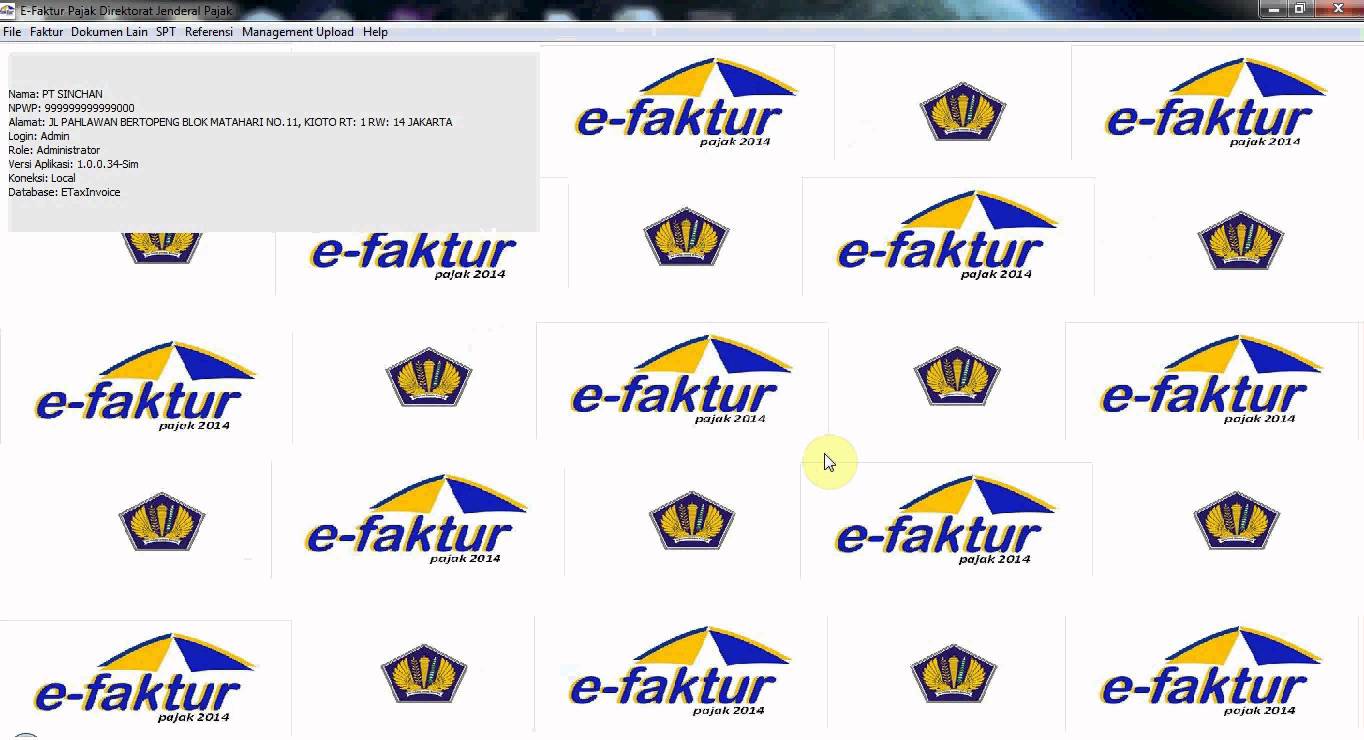 E-Faktur Pajak Direktorat Jenderal Pajak
File Faktur Dokumen Lain SPT Referensi Management Upload Help
Nama: PT SINCHAN
NPWP: 999999999999000
Alamat: JL PAHLAWAN BERTOPENG BLOK MATAHARI NO.11, KIOTO RT: 1 RW: 14 JAKARTA
Login: Admin
Role: Administrator
Versi Aplikasi: 1.0.0.34-Sim
Koneksi: Local
Database: ETaxInvoice
e-faktur
pajak 2014
e-faktur
pajak 2014
e-faktur
pajak 2014
e-faktur
pajak 2014
e-faktur
pajak 2014
e-faktur
pajak 2014
e-faktur
pajak 2014
e-faktur
pajak 2014
e-faktur
pajak 2014
e-faktur
pajak 2014
e-faktur
pajak 2014
e-faktur
pajak 2014